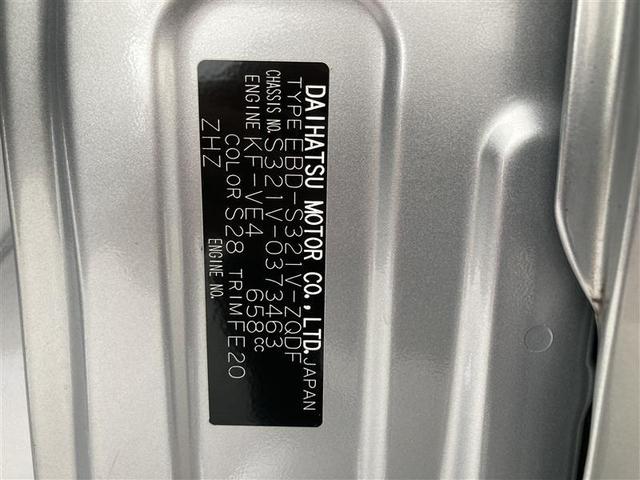 DAIHATSU MOTOR CO.,LTD. JAPAN
TYPE EBD-S321V-ZQDF
CHASSIS NO. S321V-0373463
ENGINE KF-VE4 658cc
COLOR S28 TRIM FE20
ZHZ ENGINE NO.